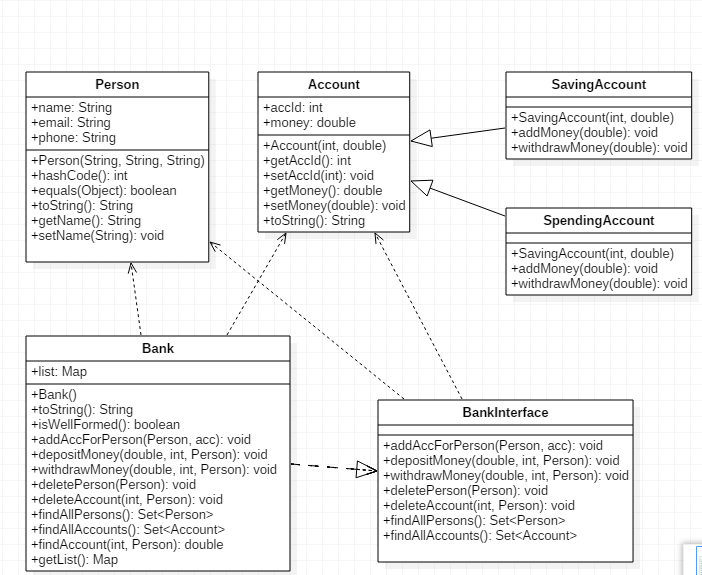 Person
+name: String
+email: String
+phone: String
+Person(String, String, String)
+hashCode(): int
+equals(Object): boolean
+toString(): String
+getName(): String
+setName(String): void
Account
+accId: int
+money: double
+Account(int, double)
+getAccId(): int
+setAccId(int): void
+getMoney(): double
+setMoney(double): void
+toString(): String
SavingAccount
+SavingAccount(int, double)
+addMoney(double): void
+withdrawMoney(double): void
SpendingAccount
+SavingAccount(int, double)
+addMoney(double): void
+withdrawMoney(double): void
Bank
+list: Map
+Bank()
+toString(): String
+isWellFormed(): boolean
+addAccForPerson(Person, acc): void
+depositMoney(double, int, Person): void
+withdrawMoney(double, int, Person): void
+deletePerson(Person): void
+deleteAccount(int, Person): void
+findAllPersons(): Set<Person>
+findAllAccounts(): Set<Account>
+findAccount(int, Person): double
+getList(): Map
BankInterface
+addAccForPerson(Person, acc): void
+depositMoney(double, int, Person): void
+withdrawMoney(double, int, Person): void
+deletePerson(Person): void
+deleteAccount(int, Person): void
+findAllPersons(): Set<Person>
+findAllAccounts(): Set<Account>